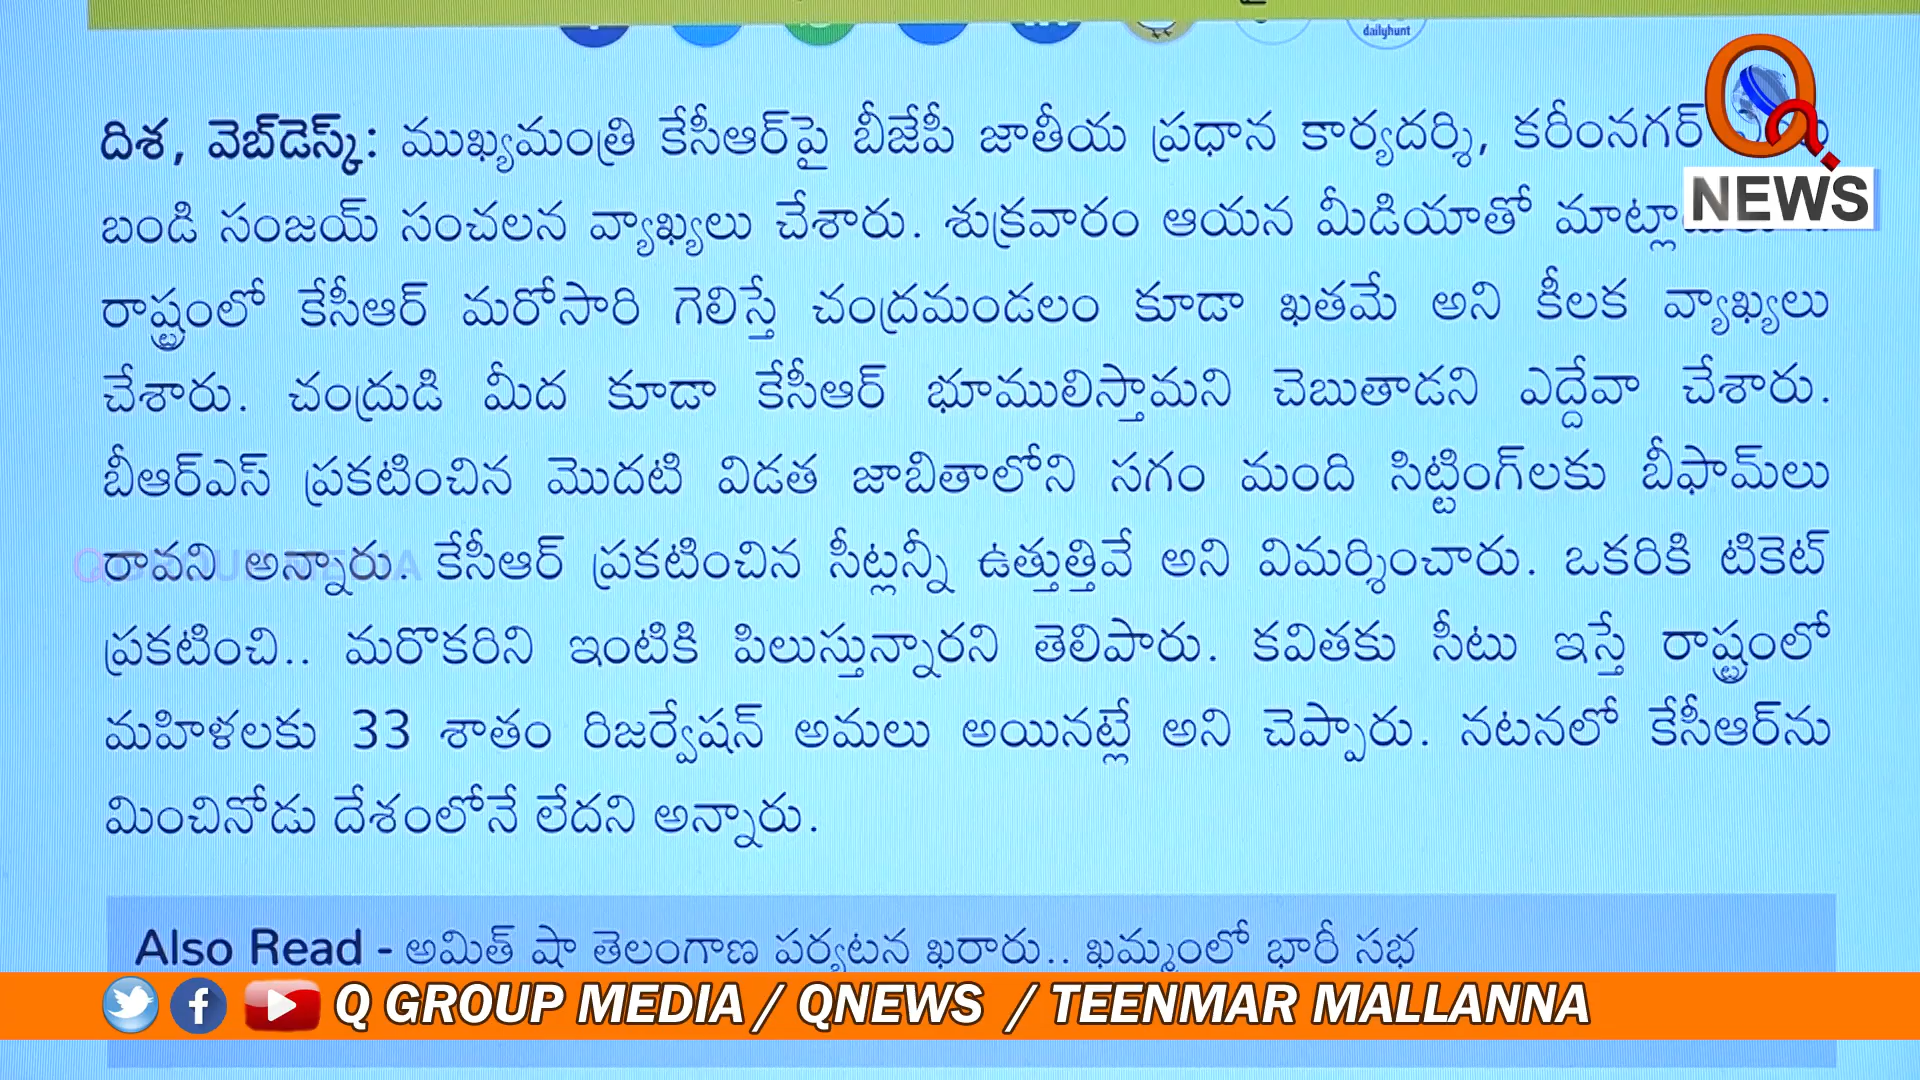 dailyhunt
Q
NEWS
దిశ, వెబ్‌డెస్క్: ముఖ్యమంత్రి కేసీఆర్‌పై బీజేపీ జాతీయ ప్రధాన కార్యదర్శి, కరీంనగర్
బండి సంజయ్ సంచలన వ్యాఖ్యలు చేశారు. శుక్రవారం ఆయన మీడియాతో
రాష్ట్రంలో కేసీఆర్ మరోసారి గెలిస్తే చంద్రమండలం కూడా ఖతమే అని కీలక వ్యాఖ్యలు
చేశారు. చంద్రుడి మీద కూడా కేసీఆర్ భూములిస్తామని చెబుతాడని ఎద్దేవా చేశారు.
బీఆర్ఎస్ ప్రకటించిన మొదటి విడత జాబితాలోని సగం మంది సిట్టింగ్‌లకు బీఫామ్‌లు
రావని అన్నారు. కేసీఆర్ ప్రకటించిన సీట్లన్నీ ఉత్తుత్తివే అని విమర్శించారు. ఒకరికి టికెట్
ప్రకటించి.. మరొకరిని ఇంటికి పిలుస్తున్నారని తెలిపారు. కవితకు సీటు ఇస్తే రాష్ట్రంలో
మహిళలకు 33 శాతం రిజర్వేషన్ అమలు అయినట్లే అని చెప్పారు. నటనలో కేసీఆర్‌ను
మించినోడు దేశంలోనే లేదని అన్నారు.
Q GROUP MEDIA
Also Read - అమిత్ షా తెలంగాణ పర్యటన ఖరారు.. ఖమ్మంలో భారీ సభ
Q GROUP MEDIA / QNEWS / TEENMAR MALLANNA